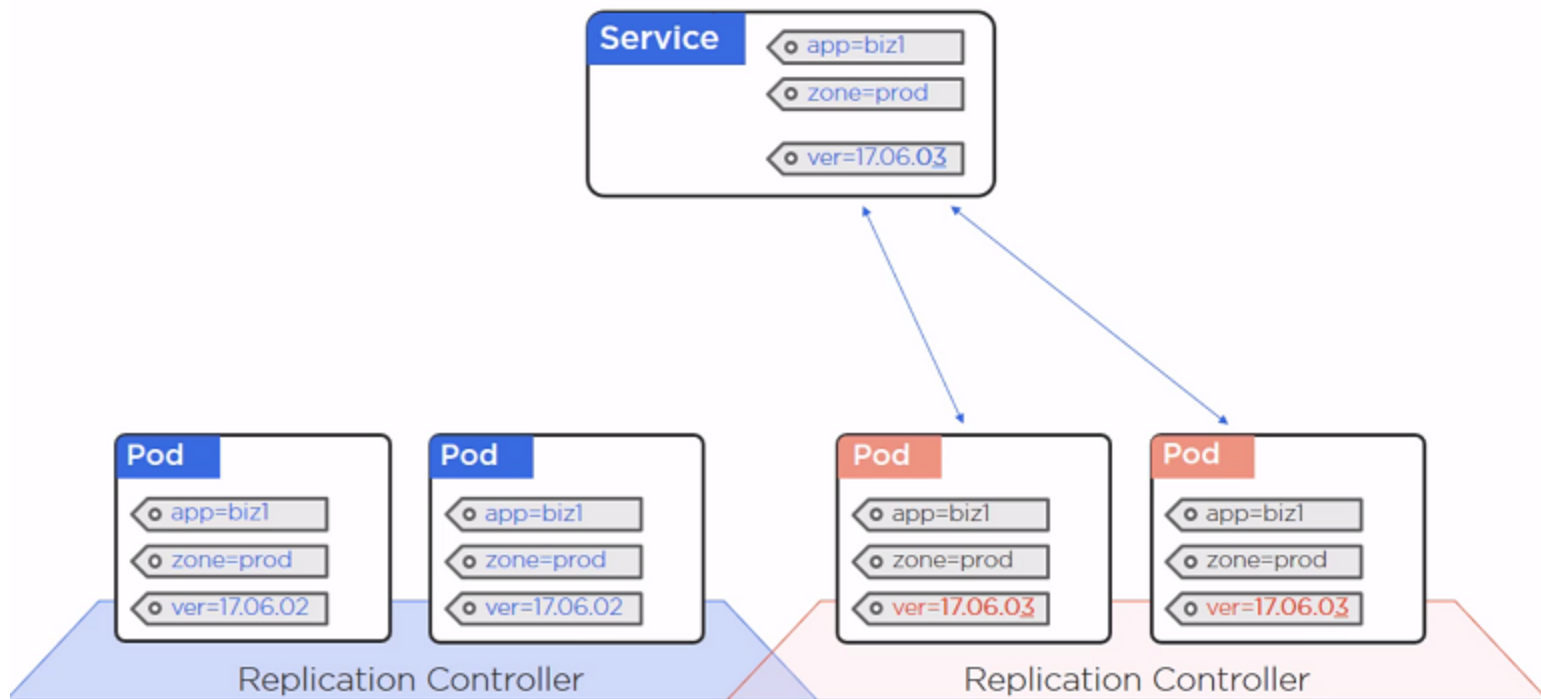 Service
app=biz1
zone=prod
ver=17.06.03
Pod
app=biz1
zone=prod
ver=17.06.02
Pod
app=biz1
zone=prod
ver=17.06.02
Pod
app=biz1
zone=prod
ver=17.06.03
Pod
app=biz1
zone=prod
ver=17.06.03
Replication Controller
Replication Controller